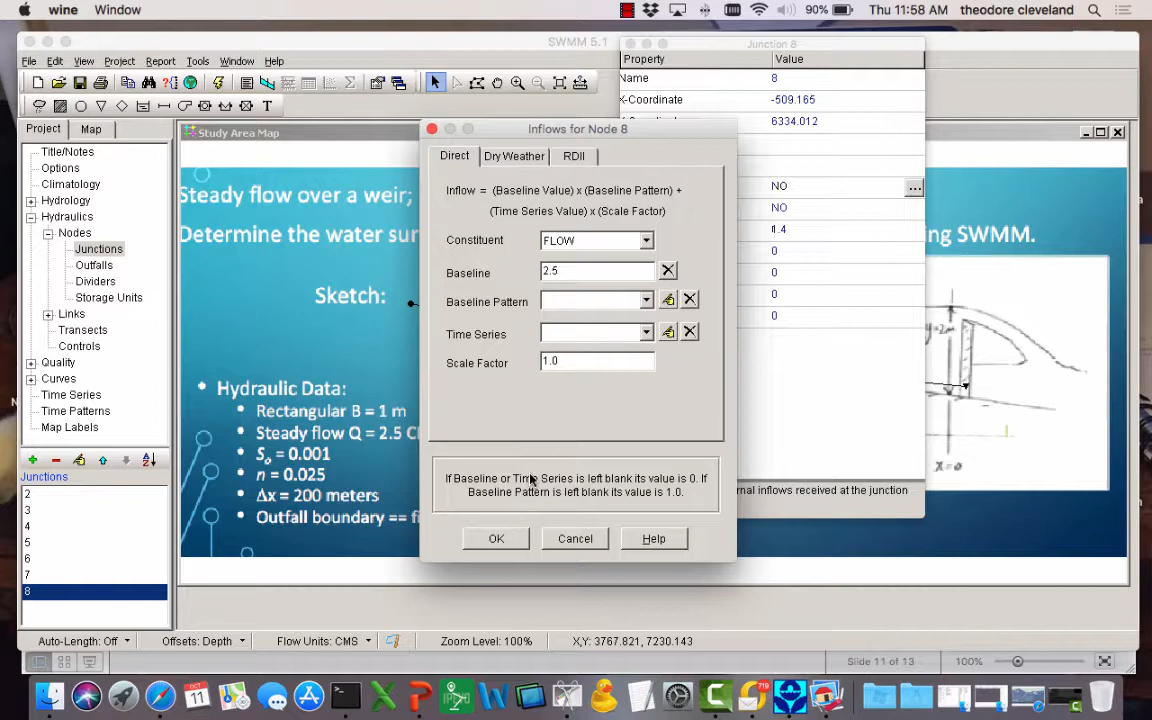 wine Window
90% Thu 11:58 AM theodore cleveland
SWMM 5.1
File Edit View Project Report Tools Window Help
Project Map
Title/Notes
Options
Climatology
Hydrology
Hydraulics
Nodes
Junctions
Outfalls
Dividers
Storage Units
Links
Transects
Controls
Quality
Curves
Time Series
Time Patterns
Map Labels
Junctions
2
3
4
5
6
7
8
Study Area Map
Steady flow over a weir;
Determine the water sur
ing SWMM.
Sketch:
Hydraulic Data:
Rectangular B = 1 m
Steady flow Q = 2.5 C
S₀ = 0.001
n = 0.025
Δx = 200 meters
Outfall boundary == fi
x=0
Junction 8
Property Value
Name 8
X-Coordinate -509.165
6334.012
NO
NO
1.4
0
0
0
0
nal inflows received at the junction
Inflows for Node 8
Direct Dry Weather RDII
Inflow = (Baseline Value) x (Baseline Pattern) +
(Time Series Value) x (Scale Factor)
Constituent FLOW
Baseline 2.5
Baseline Pattern
Time Series
Scale Factor 1.0
If Baseline or Time Series is left blank its value is 0. If
Baseline Pattern is left blank its value is 1.0.
OK Cancel Help
Auto-Length: Off Offsets: Depth Flow Units: CMS Zoom Level: 100% X,Y: 3767.821, 7230.143
Slide 11 of 13 100%
OCT
11
719